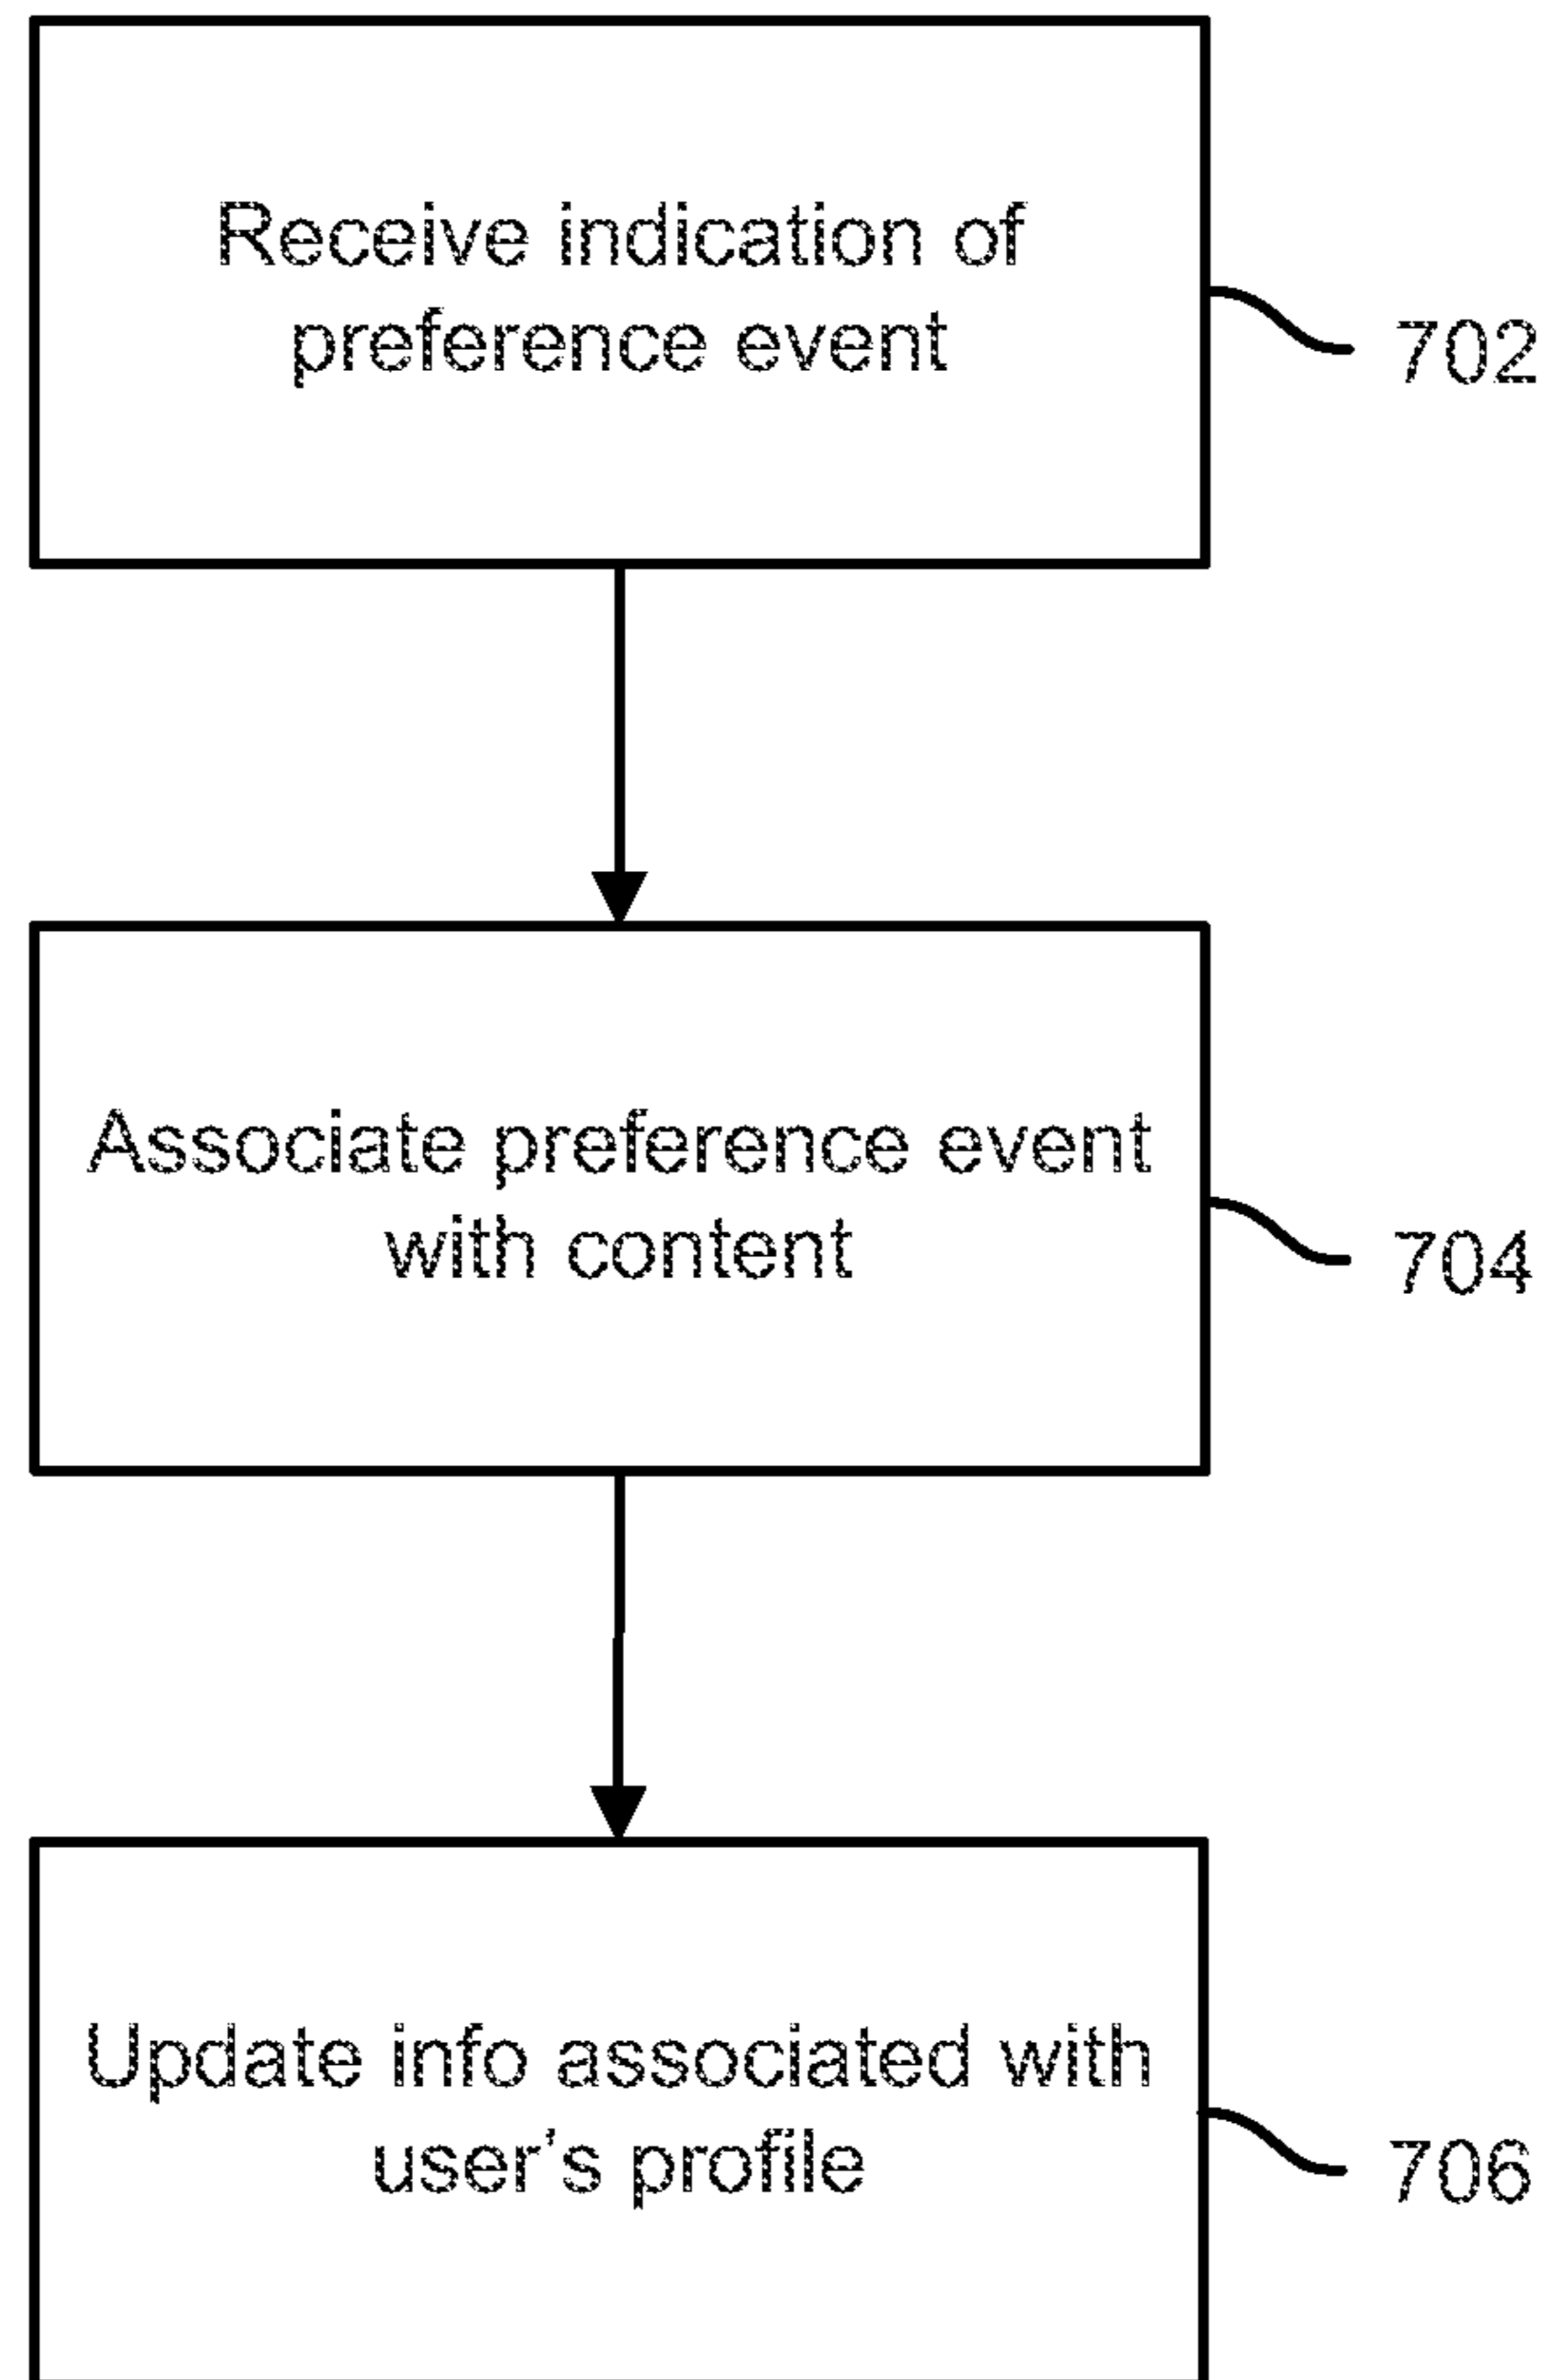 Receive indication of
preference event
702
Associate preference event
with content
704
Update info associated with
user's profile
706